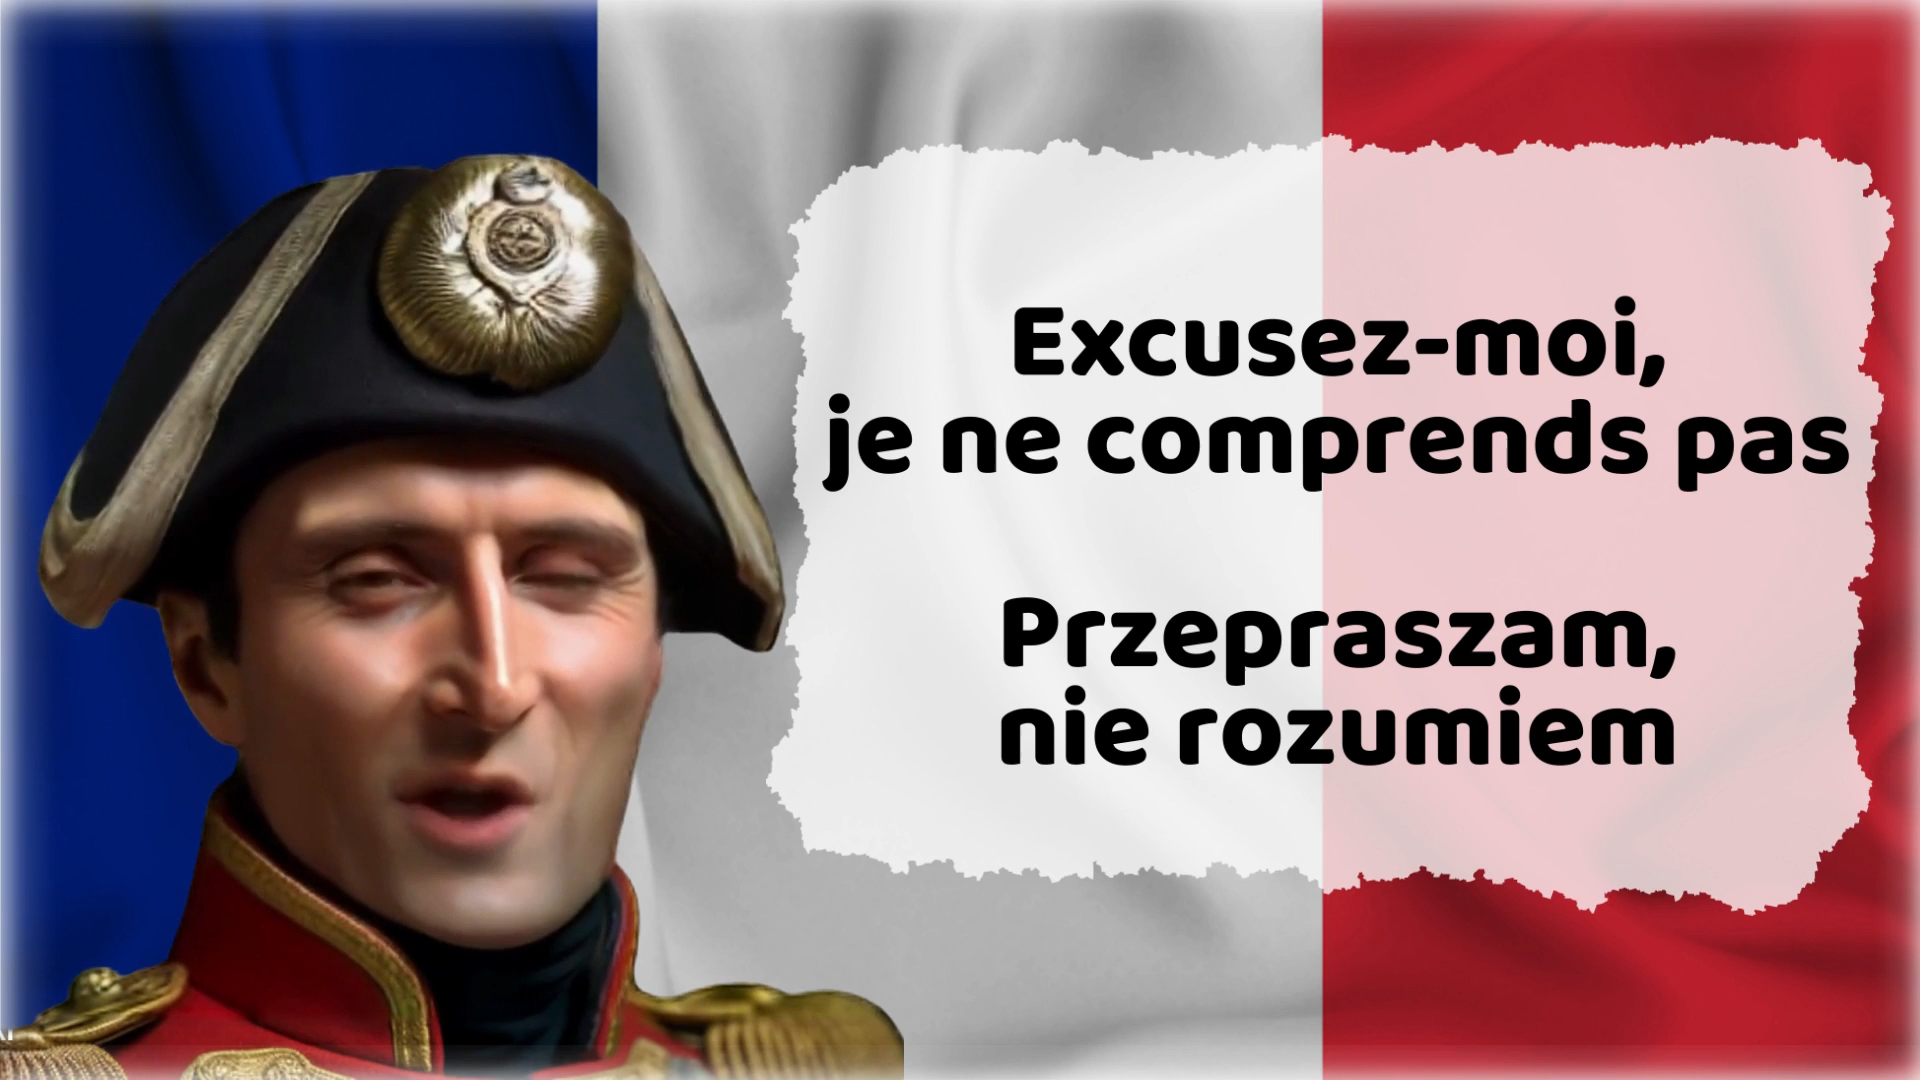 Excusez-moi,
je ne comprends pas
Przepraszam,
nie rozumiem